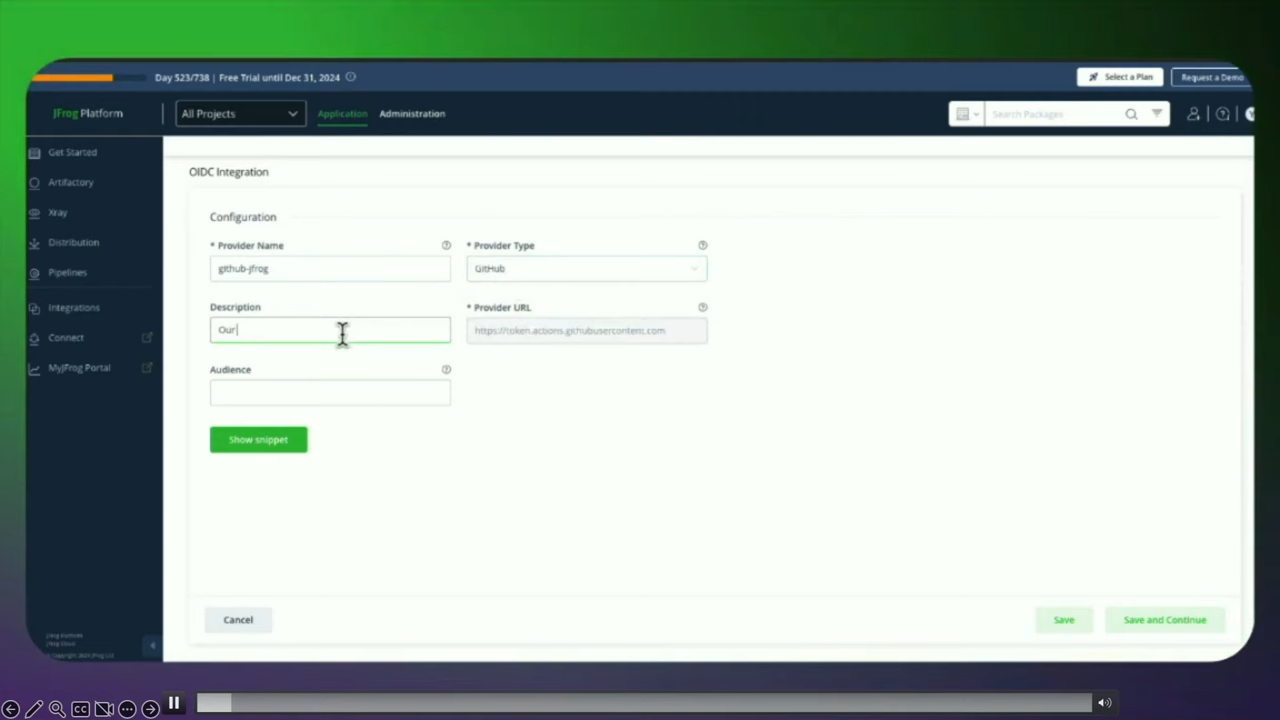 Day 523/738 | Free Trial until Dec 31, 2024
Select a Plan
Request a Demo
JFrog Platform
All Projects
Application
Administration
Search Packages
Get Started
Artifactory
Xray
Distribution
Pipelines
Integrations
Connect
MyJFrog Portal
OIDC Integration
Configuration
* Provider Name
* Provider Type
github-jfrog
GitHub
Description
* Provider URL
Our
https://token.actions.githubusercontent.com
Audience
Show snippet
Cancel
Save
Save and Continue
CC